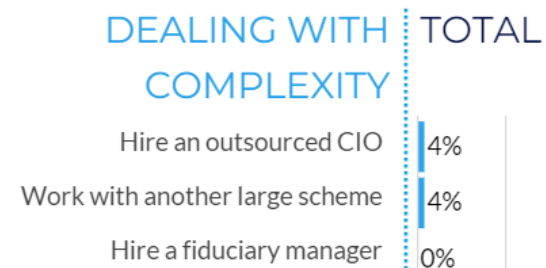 DEALING WITH TOTAL
COMPLEXITY
Hire an outsourced CIO 4%
Work with another large scheme 4%
Hire a fiduciary manager 0%